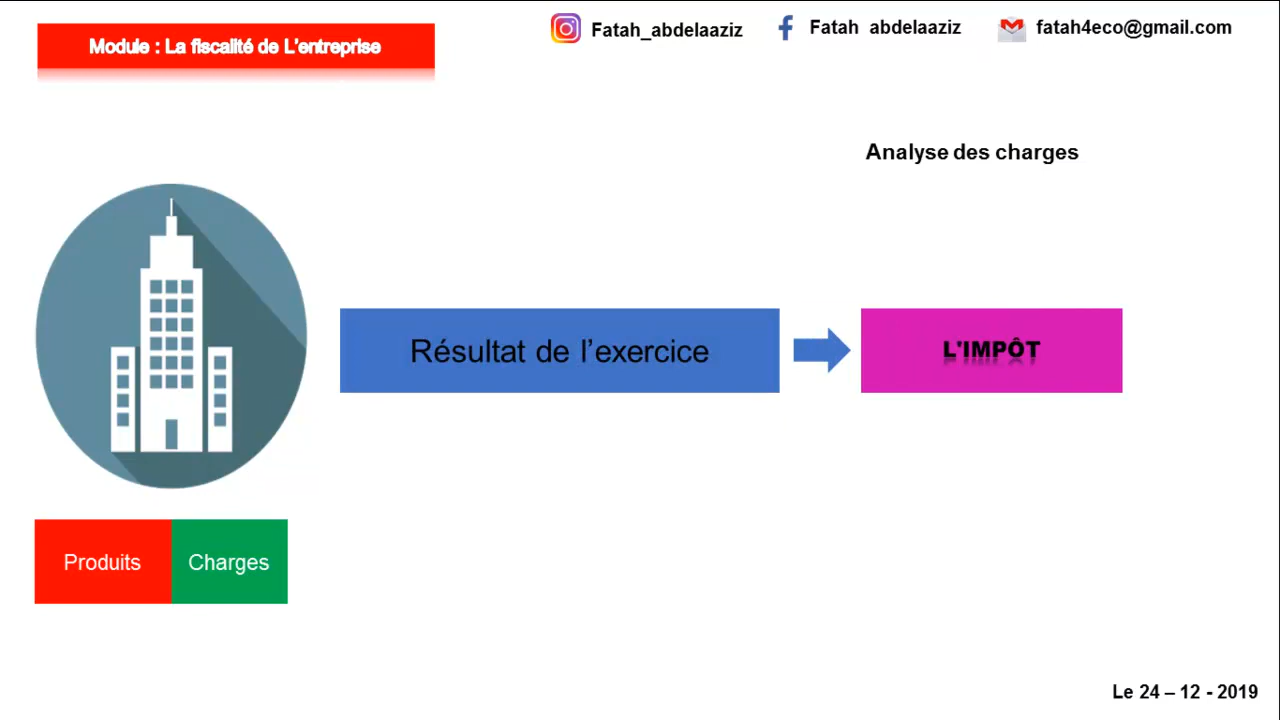 Module : La fiscalité de L'entreprise
Fatah_abdelaaziz
Fatah abdelaaziz
fatah4eco@gmail.com
Analyse des charges
Résultat de l’exercice
L'IMPÔT
Produits
Charges
Le 24 – 12 - 2019